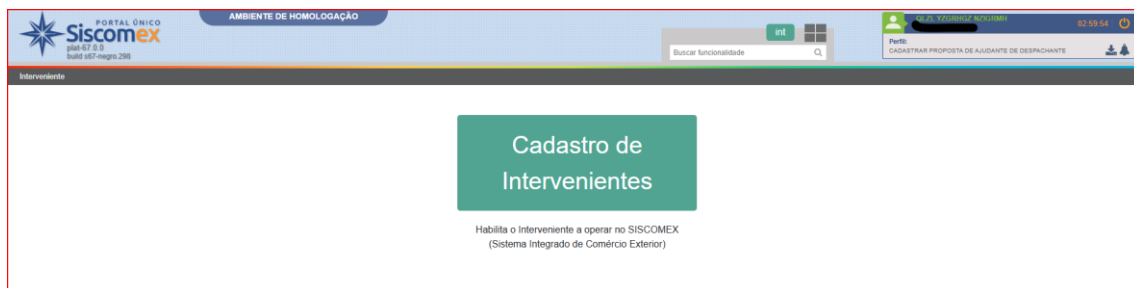 PORTAL ÚNICO
Siscomex
plat-67.0.0
build s67-negro.298
AMBIENTE DE HOMOLOGAÇÃO
int
Buscar funcionalidade
02:59:54
Perfil:
CADASTRAR PROPOSTA DE AJUDANTE DE DESPACHANTE
Interveniente
Cadastro de
Intervenientes
Habilita o Interveniente a operar no SISCOMEX
(Sistema Integrado de Comércio Exterior)